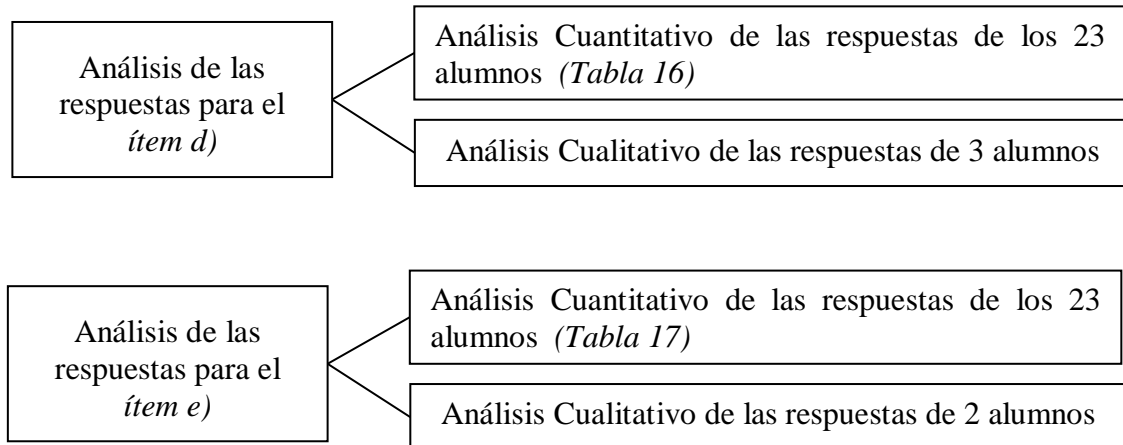 Análisis de las
respuestas para el
ítem d)
Análisis Cuantitativo de las respuestas de los 23
alumnos (Tabla 16)
Análisis Cualitativo de las respuestas de 3 alumnos
Análisis de las
respuestas para el
ítem e)
Análisis Cuantitativo de las respuestas de los 23
alumnos (Tabla 17)
Análisis Cualitativo de las respuestas de 2 alumnos